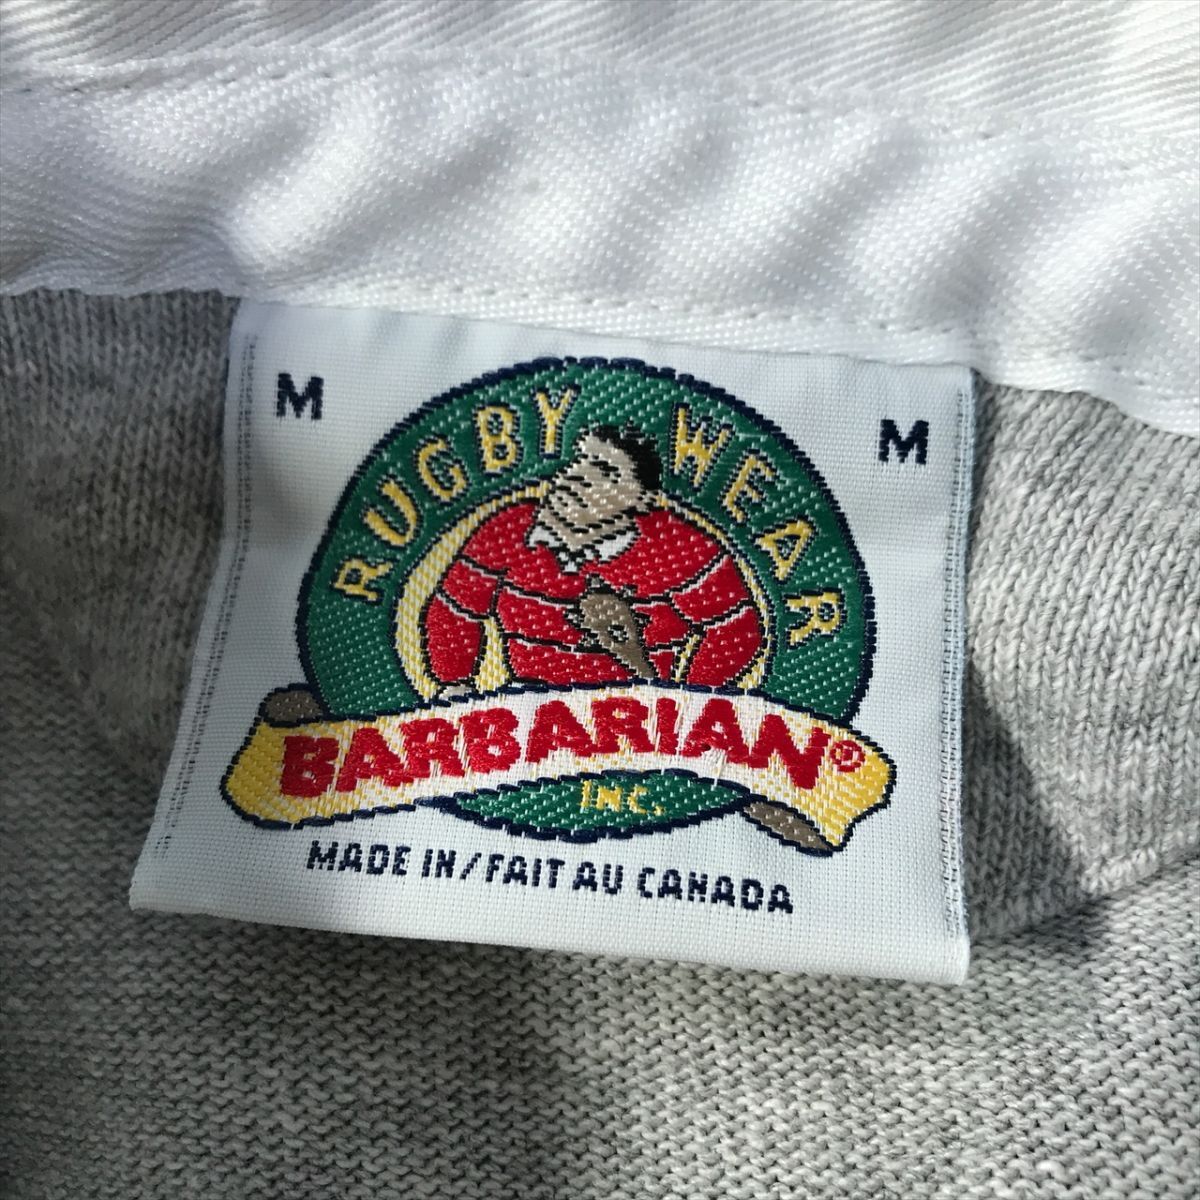 M M
RUGBY WEAR
BARBARIAN®
INC.
MADE IN/FAIT AU CANADA